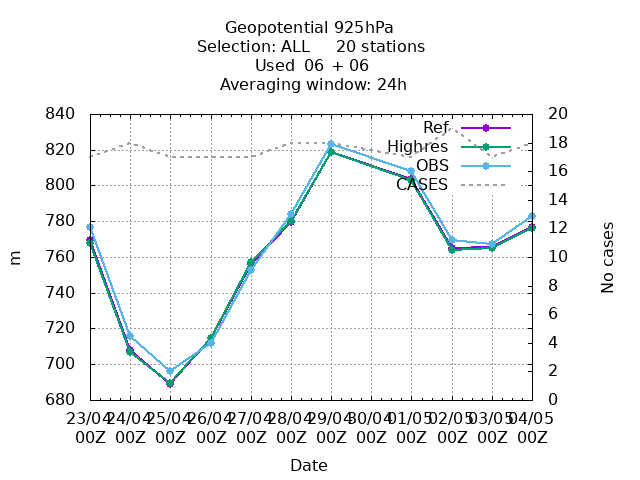 Geopotential 925hPa
Selection: ALL 20 stations
Used 06 + 06
Averaging window: 24h
840
820
800
780
760
740
720
700
680
20
18
16
14
12
10
8
6
4
2
0
Ref
Highres
OBS
CASES
m
No cases
23/04 24/04 25/04 26/04 27/04 28/04 29/04 30/04 01/05 02/05 03/05 04/05
00Z 00Z 00Z 00Z 00Z 00Z 00Z 00Z 00Z 00Z 00Z 00Z
Date